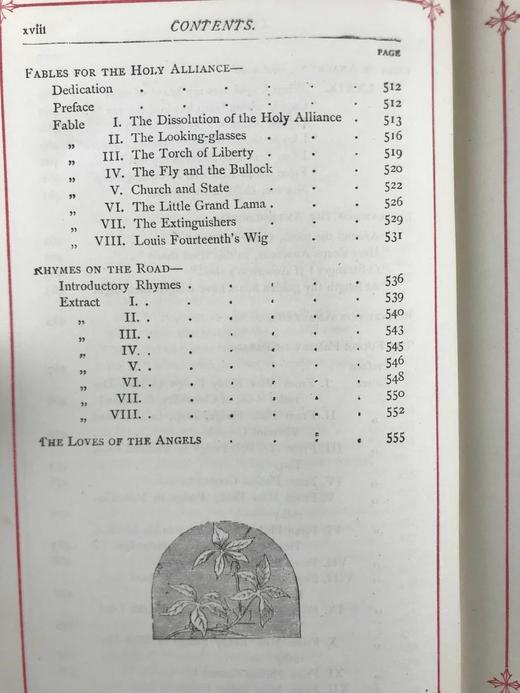 xviii CONTENTS.
PAGE
FABLES FOR THE HOLY ALLIANCE—
Dedication . . . . . 512
Preface . . . . . 512
Fable I. The Dissolution of the Holy Alliance . 513
„ II. The Looking-glasses . . . 516
„ III. The Torch of Liberty . . . 519
„ IV. The Fly and the Bullock . . 520
„ V. Church and State . . . 522
„ VI. The Little Grand Lama . . . 526
„ VII. The Extinguishers . . . 529
„ VIII. Louis Fourteenth's Wig . . 531
RHYMES ON THE ROAD—
Introductory Rhymes . . . . . 536
Extract I. . . . . . 539
„ II. . . . . . 540
„ III. . . . . . 543
„ IV. . . . . . 545
„ V. . . . . . 546
„ VI. . . . . . 548
„ VII. . . . . . 550
„ VIII. . . . . . 552
THE LOVES OF THE ANGELS . . . . 555